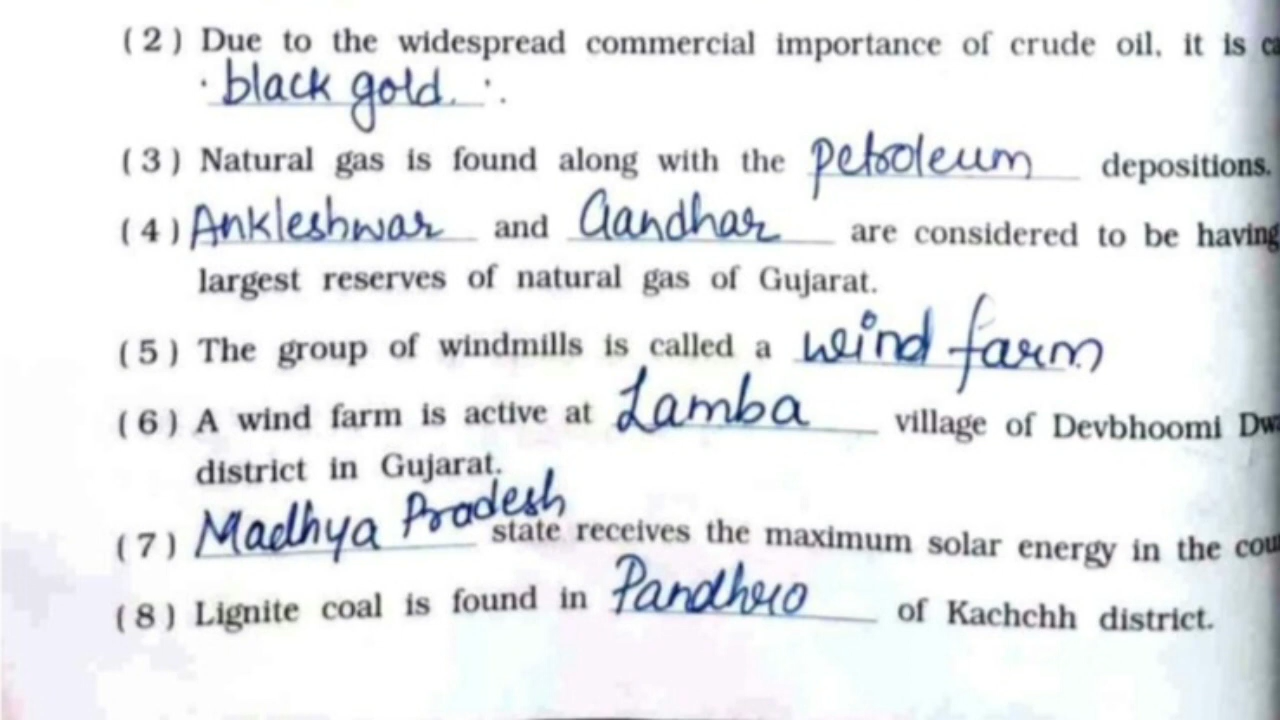 (2) Due to the widespread commercial importance of crude oil. it is
black gold.
(3) Natural gas is found along with the petroleum depositions.
(4) Ankleshwar and Gandhar are considered to be having
largest reserves of natural gas of Gujarat.
(5) The group of windmills is called a wind farm
(6) A wind farm is active at Lamba village of Devbhoomi
district in Gujarat.
(7) Madhya Pradesh state receives the maximum solar energy in the
(8) Lignite coal is found in Pandhro of Kachchh district.